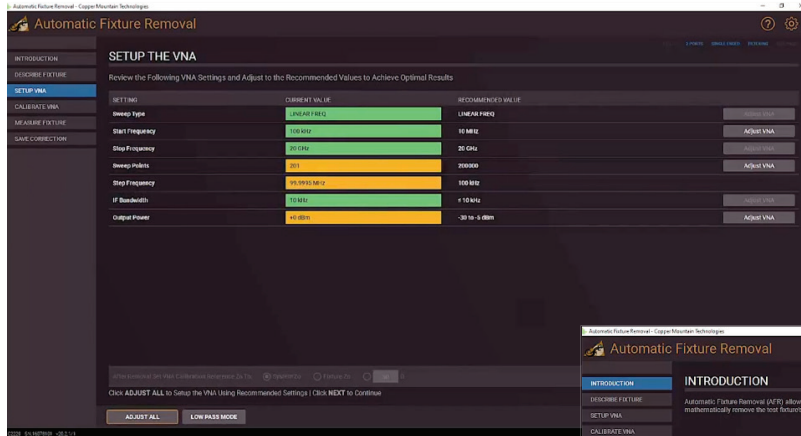 Automatic Fixture Removal - Copper Mountain Technologies
Automatic Fixture Removal
INTRODUCTION
DESCRIBE FIXTURE
SETUP VNA
CALIBRATE VNA
MEASURE FIXTURE
SAVE CORRECTION
SETUP THE VNA
Review the Following VNA Settings and Adjust to the Recommended Values to Achieve Optimal Results
SETTING CURRENT VALUE RECOMMENDED VALUE
Sweep Type LINEAR FREQ LINEAR FREQ Adjust VNA
Start Frequency 100 kHz 10 MHz Adjust VNA
Stop Frequency 20 GHz 20 GHz Adjust VNA
Sweep Points 201 200000 Adjust VNA
Step Frequency 99.9995 MHz 100 kHz
IF Bandwidth 10 kHz ≤ 10 kHz Adjust VNA
Output Power +0 dBm -30 to -5 dBm Adjust VNA
Click ADJUST ALL to Setup the VNA Using Recommended Settings | Click NEXT to Continue
ADJUST ALL LOW PASS MODE
Automatic Fixture Removal - Copper Mountain Technologies
Automatic Fixture Removal
INTRODUCTION
DESCRIBE FIXTURE
SETUP VNA
CALIBRATE VNA
INTRODUCTION
Automatic Fixture Removal (AFR) allow
mathematically remove the test fixture's